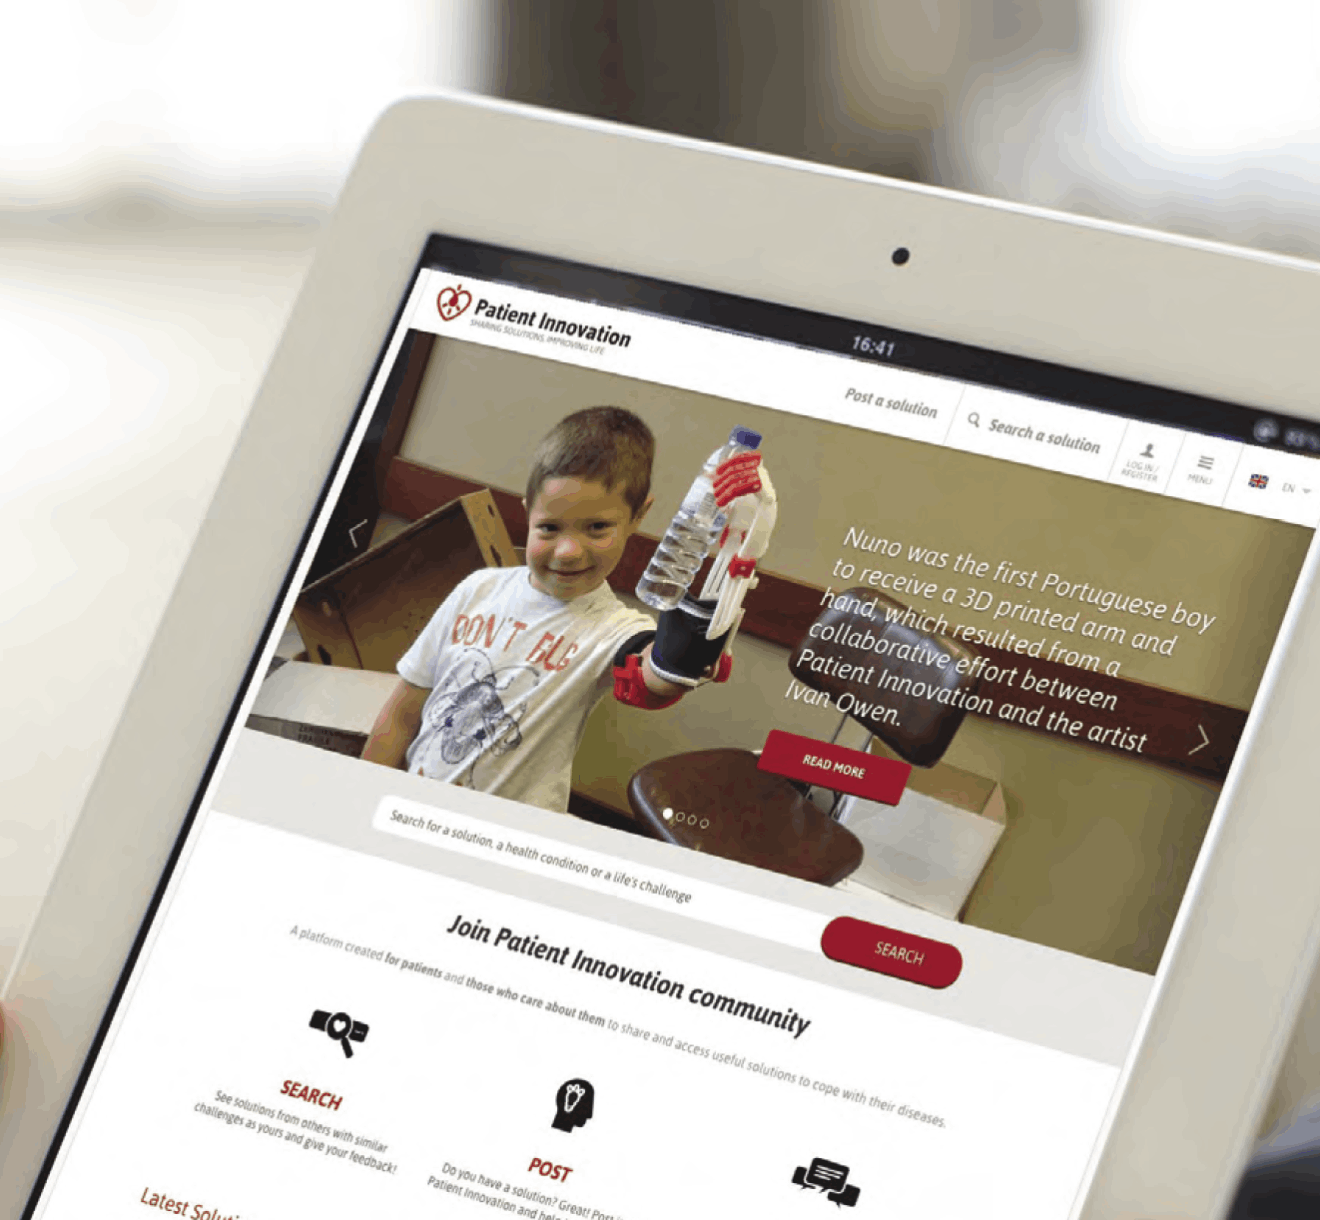 Patient Innovation
SHARING SOLUTIONS, IMPROVING LIFE
16:41
Post a solution
Search a solution
LOG IN / REGISTER
MENU
EN
DON'T BUG
Nuno was the first Portuguese boy
to receive a 3D printed arm and
hand, which resulted from a
collaborative effort between
Patient Innovation and the artist
Ivan Owen.
READ MORE
Search for a solution, a health condition or a life's challenge
SEARCH
Join Patient Innovation community
A platform created for patients and those who care about them to share and access useful solutions to cope with their diseases.
SEARCH
See solutions from others with similar
challenges as yours and give your feedback!
POST
Do you have a solution? Great! Post
Patient Innovation and help
Latest